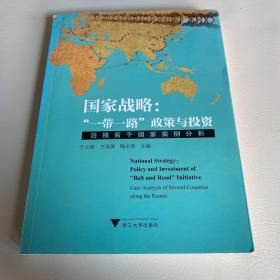 国家战略：
“一带一路”政策与投资
沿线若干国家案例分析
主编
National Strategy:
Policy and Investment of
"Belt and Road" Initiative
Case Analysis of Several Countries
along the Routes
浙江大学出版社